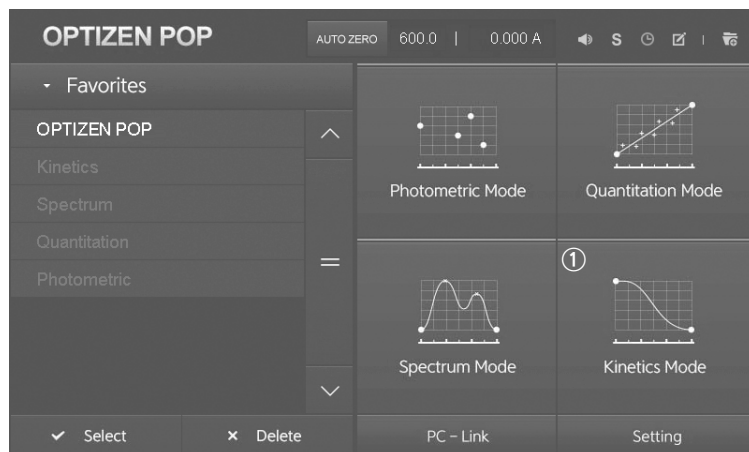 OPTIZEN POP
AUTO ZERO 600.0 | 0.000 A S
Favorites
OPTIZEN POP
Kinetics
Spectrum
Quantitation
Photometric
Select
Delete
Photometric Mode
Quantitation Mode
①
Spectrum Mode
Kinetics Mode
PC – Link
Setting